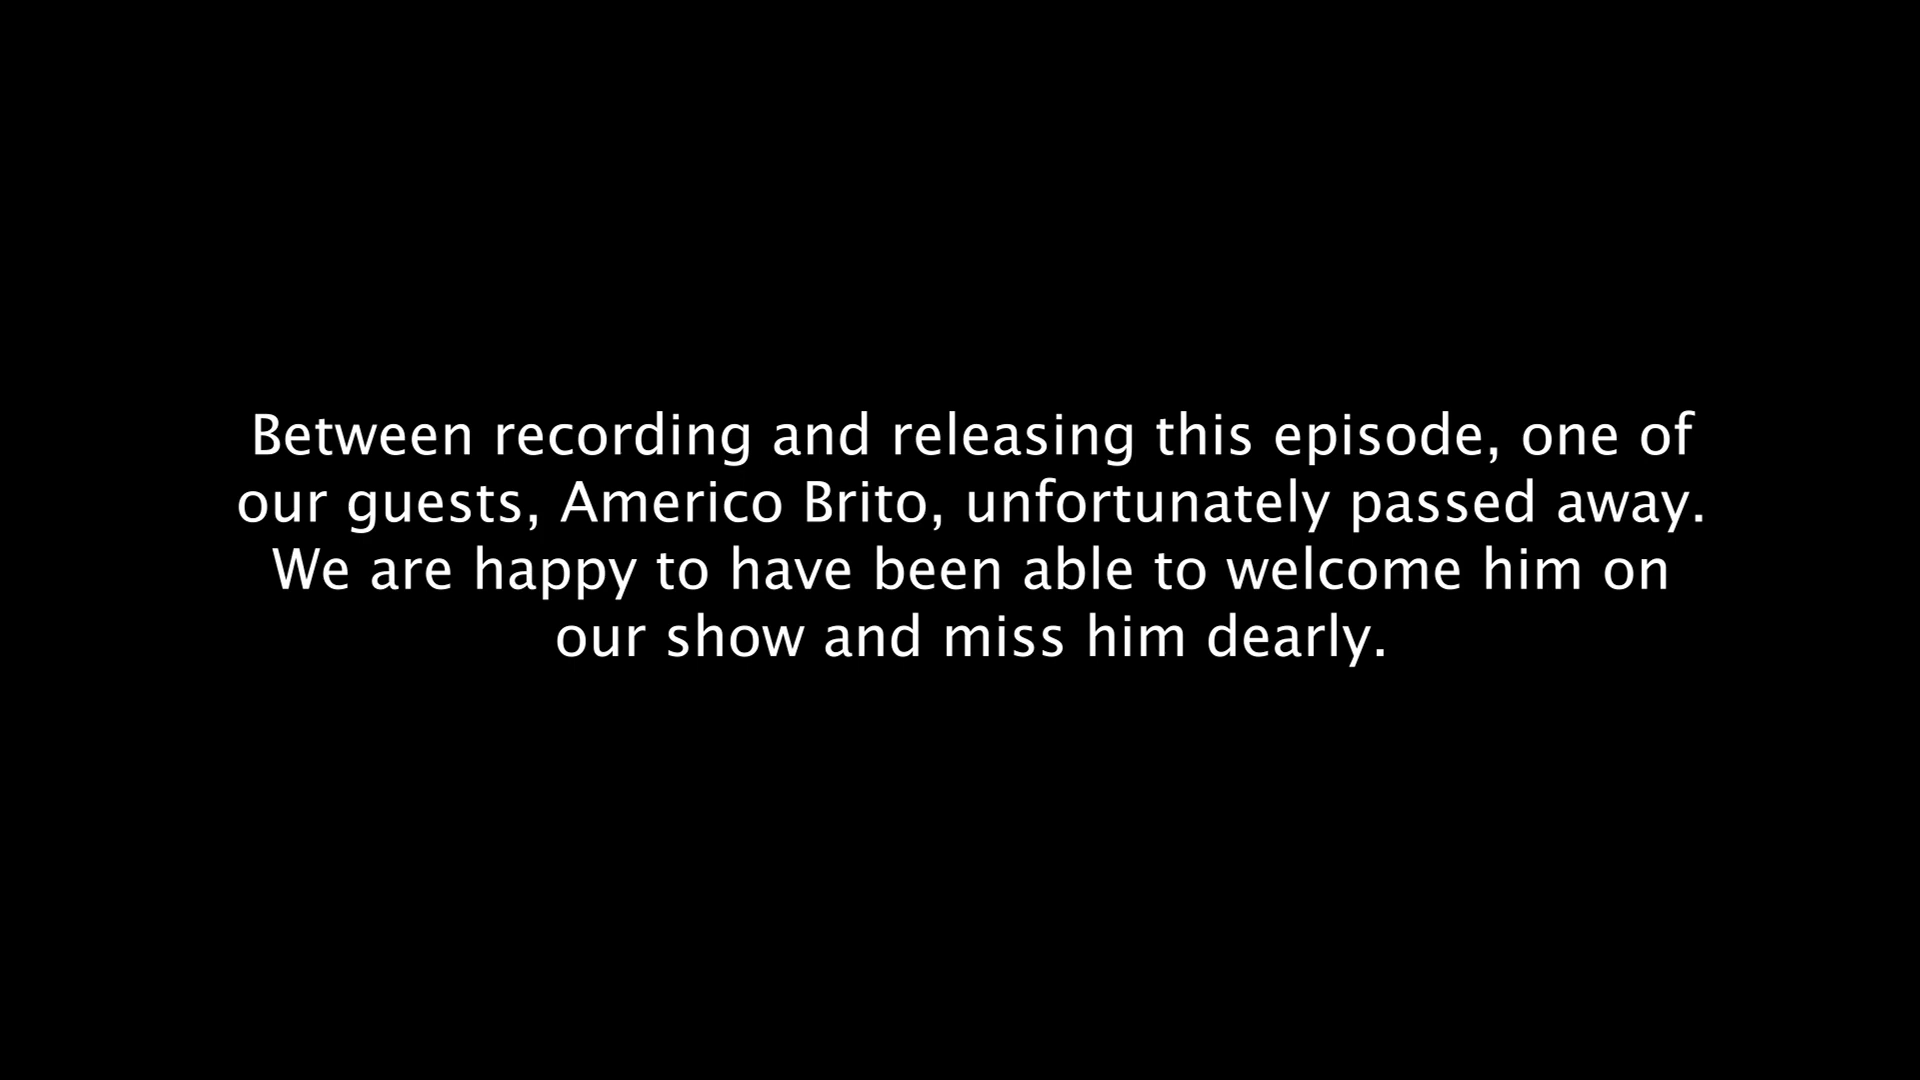 Between recording and releasing this episode, one of
our guests, Americo Brito, unfortunately passed away.
We are happy to have been able to welcome him on
our show and miss him dearly.